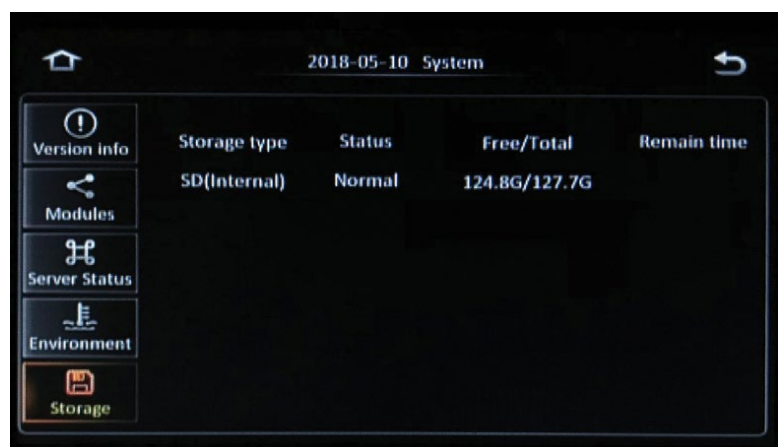 2018-05-10 System
Version info
Modules
Server Status
Environment
Storage
Storage type Status Free/Total Remain time
SD(Internal) Normal 124.8G/127.7G